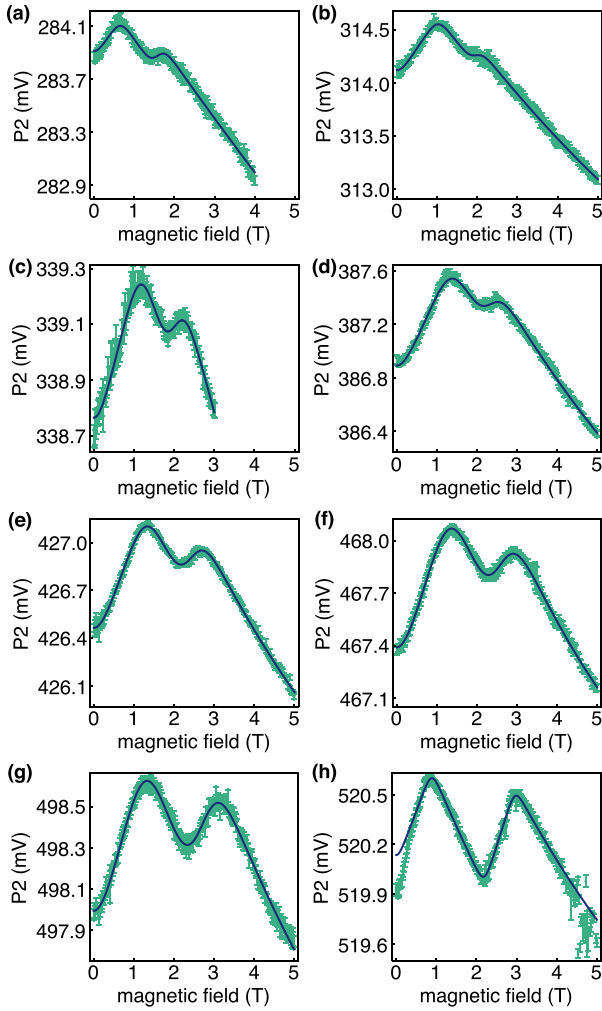 (a)
284.1
283.7
283.3
282.9
P2 (mV)
0 1 2 3 4 5
magnetic field (T)
(b)
314.5
314.0
313.5
313.0
P2 (mV)
0 1 2 3 4 5
magnetic field (T)
(c)
339.3
339.1
338.9
338.7
P2 (mV)
0 1 2 3 4 5
magnetic field (T)
(d)
387.6
387.2
386.8
386.4
P2 (mV)
0 1 2 3 4 5
magnetic field (T)
(e)
427.0
426.7
426.4
426.1
P2 (mV)
0 1 2 3 4 5
magnetic field (T)
(f)
468.0
467.7
467.4
467.1
P2 (mV)
0 1 2 3 4 5
magnetic field (T)
(g)
498.5
498.3
498.1
497.9
P2 (mV)
0 1 2 3 4 5
magnetic field (T)
(h)
520.5
520.2
519.9
519.6
P2 (mV)
0 1 2 3 4 5
magnetic field (T)